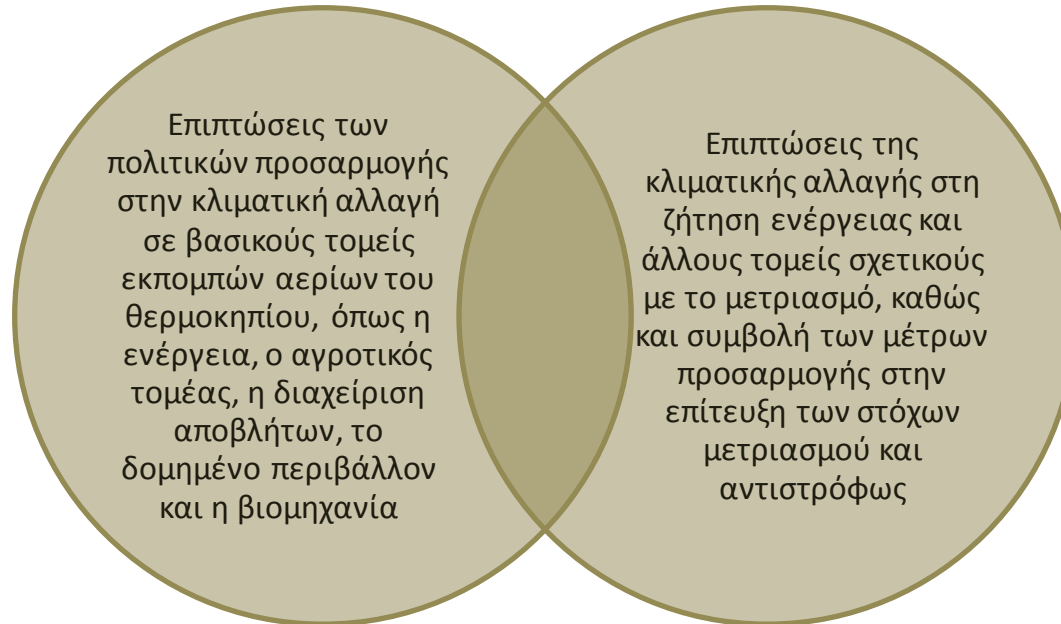 Επιπτώσεις των
πολιτικών προσαρμογής
στην κλιματική αλλαγή
σε βασικούς τομείς
εκπομπών αερίων του
θερμοκηπίου, όπως η
ενέργεια, ο αγροτικός
τομέας, η διαχείριση
αποβλήτων, το
δομημένο περιβάλλον
και η βιομηχανία
Επιπτώσεις της
κλιματικής αλλαγής στη
ζήτηση ενέργειας και
άλλους τομείς σχετικούς
με το μετριασμό, καθώς
και συμβολή των μέτρων
προσαρμογής στην
επίτευξη των στόχων
μετριασμού και
αντιστρόφως